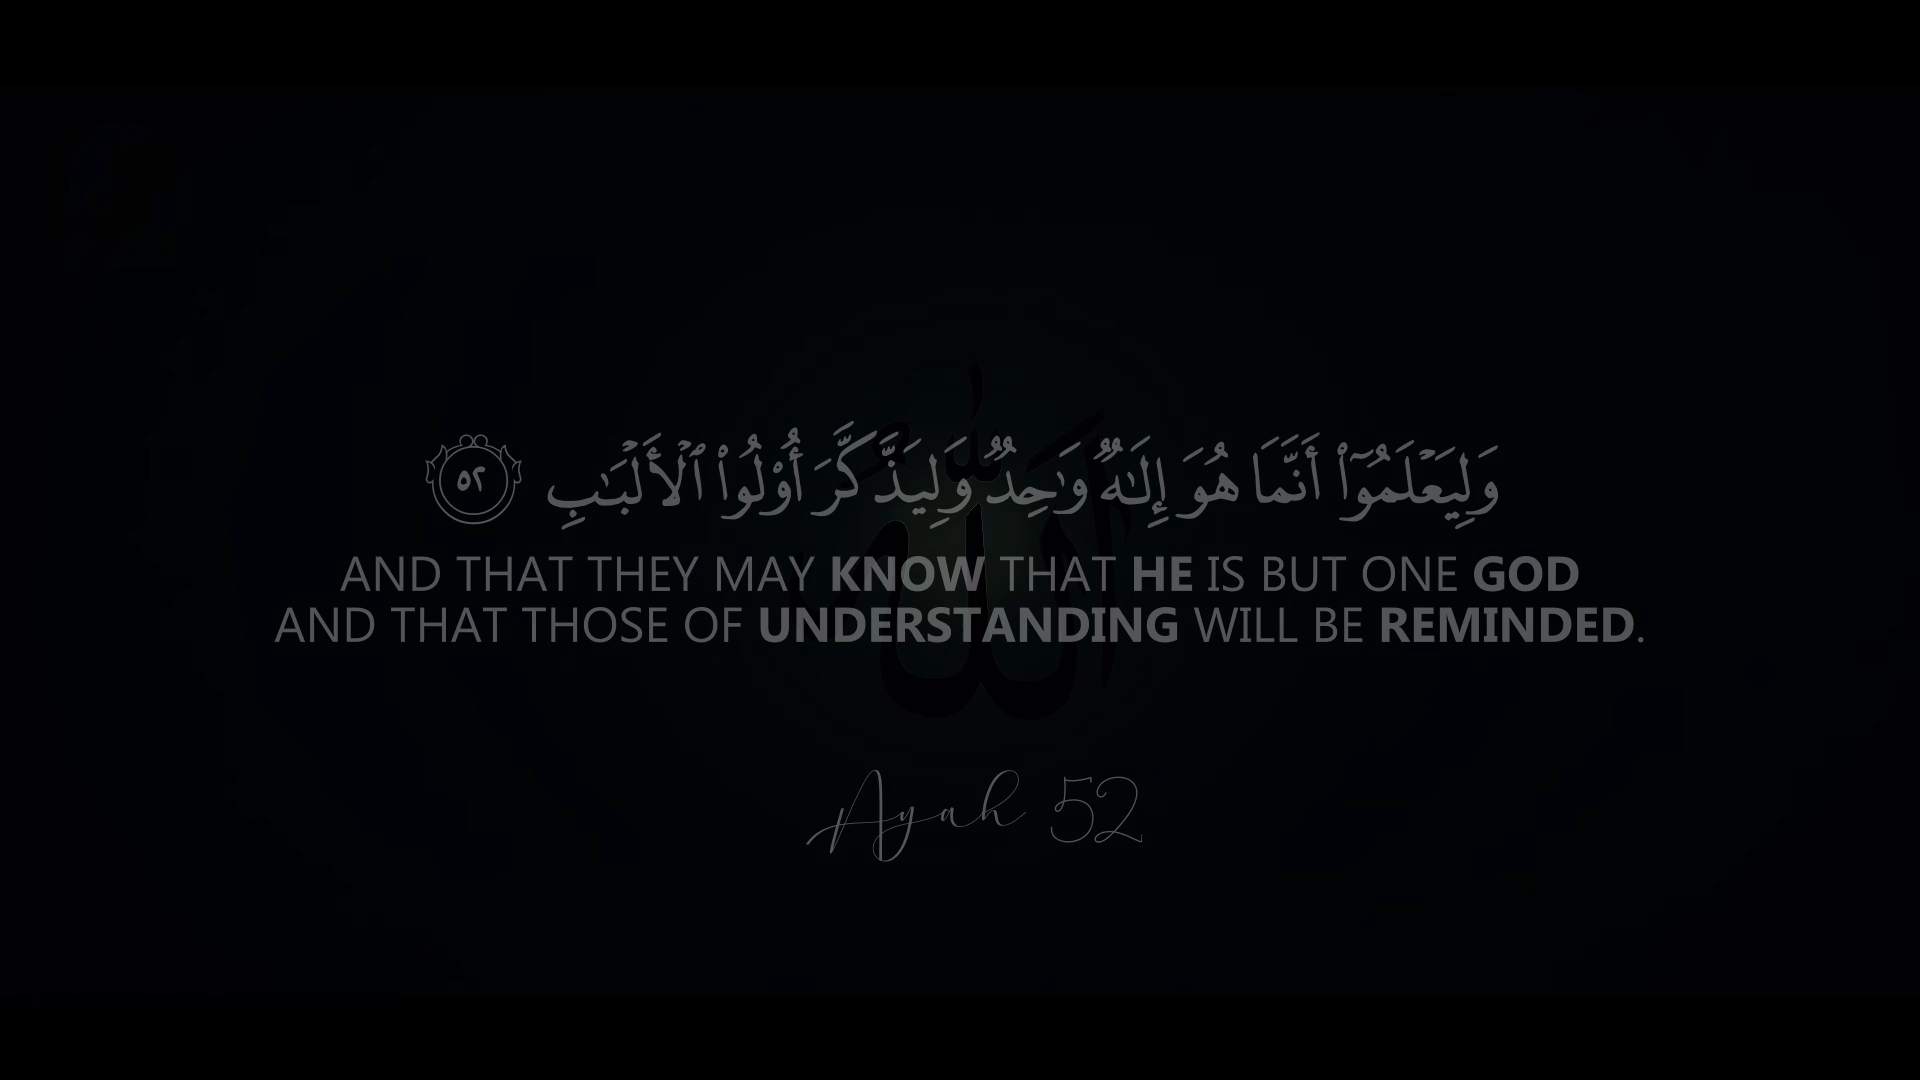 وَلِيَعْلَمُوٓا۟ أَنَّمَا هُوَ إِلَـٰهٌ وَٰحِدٌ وَلِيَذَّكَّرَ أُو۟لُوا۟ ٱلْأَلْبَـٰبِ ٥٢
AND THAT THEY MAY KNOW THAT HE IS BUT ONE GOD
AND THAT THOSE OF UNDERSTANDING WILL BE REMINDED.
الله
Ayah 52